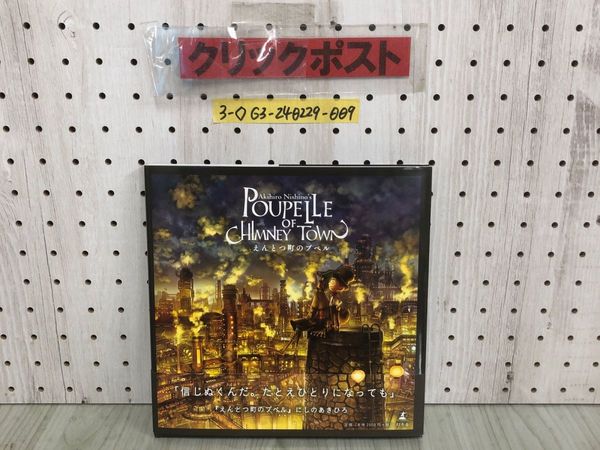 クリックポスト
3-◇G3-240229-009
Akihiro Nishino's
POUPELLE
OF
CHIMNEY TOWN
えんとつ町のプペル
「信じぬくんだ。たとえひとりになっても」
『えんとつ町のプペル』にしのあきひろ